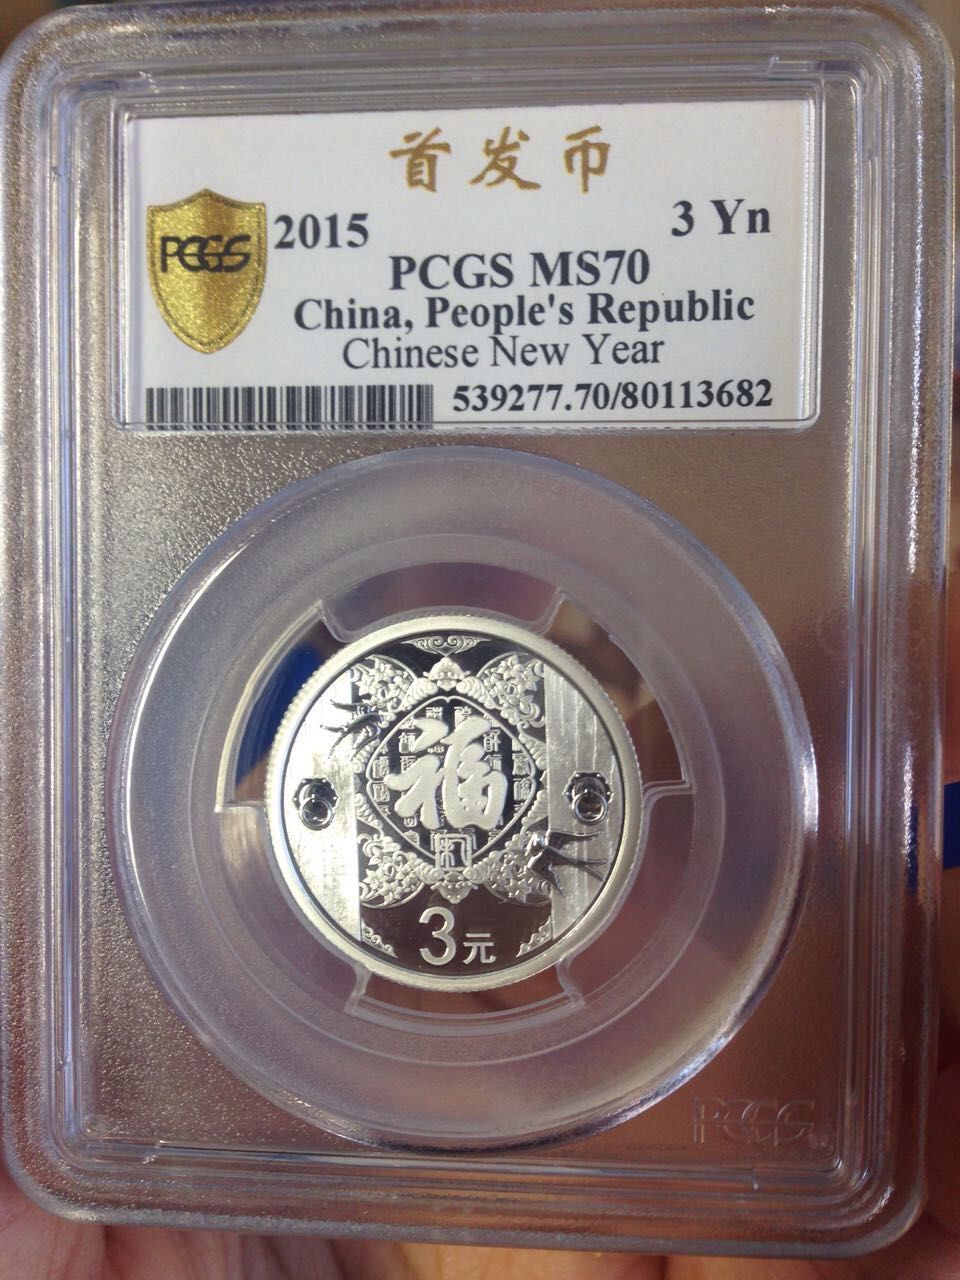 首发币
PCGS
2015
3 Yn
PCGS MS70
China, People's Republic
Chinese New Year
539277.70/80113682
福
3元
PCGS